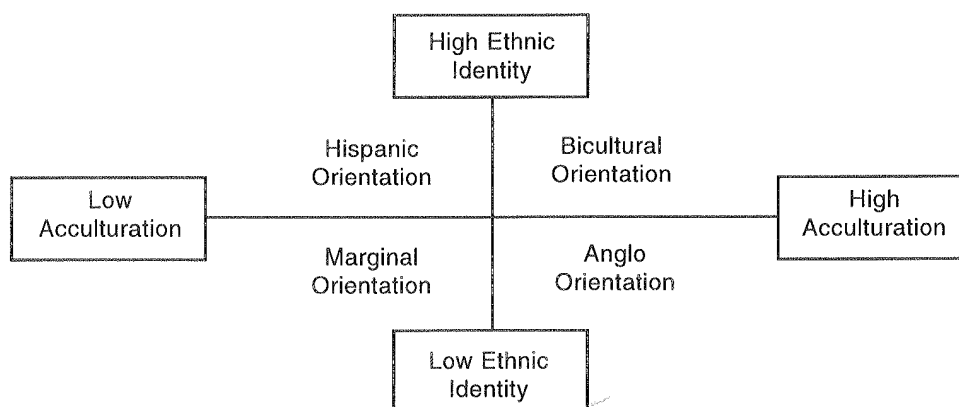 High Ethnic
Identity
Hispanic
Orientation
Bicultural
Orientation
Low
Acculturation
High
Acculturation
Marginal
Orientation
Anglo
Orientation
Low Ethnic
Identity